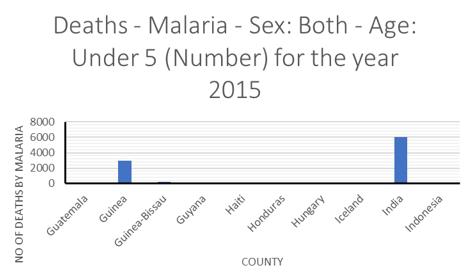 Deaths - Malaria - Sex: Both - Age:
Under 5 (Number) for the year
2015
NO OF DEATHS BY MALARIA
8000
6000
4000
2000
0
Guatemala
Guinea
Guinea-Bissau
Guyana
Haiti
Honduras
Hungary
Iceland
India
Indonesia
COUNTY